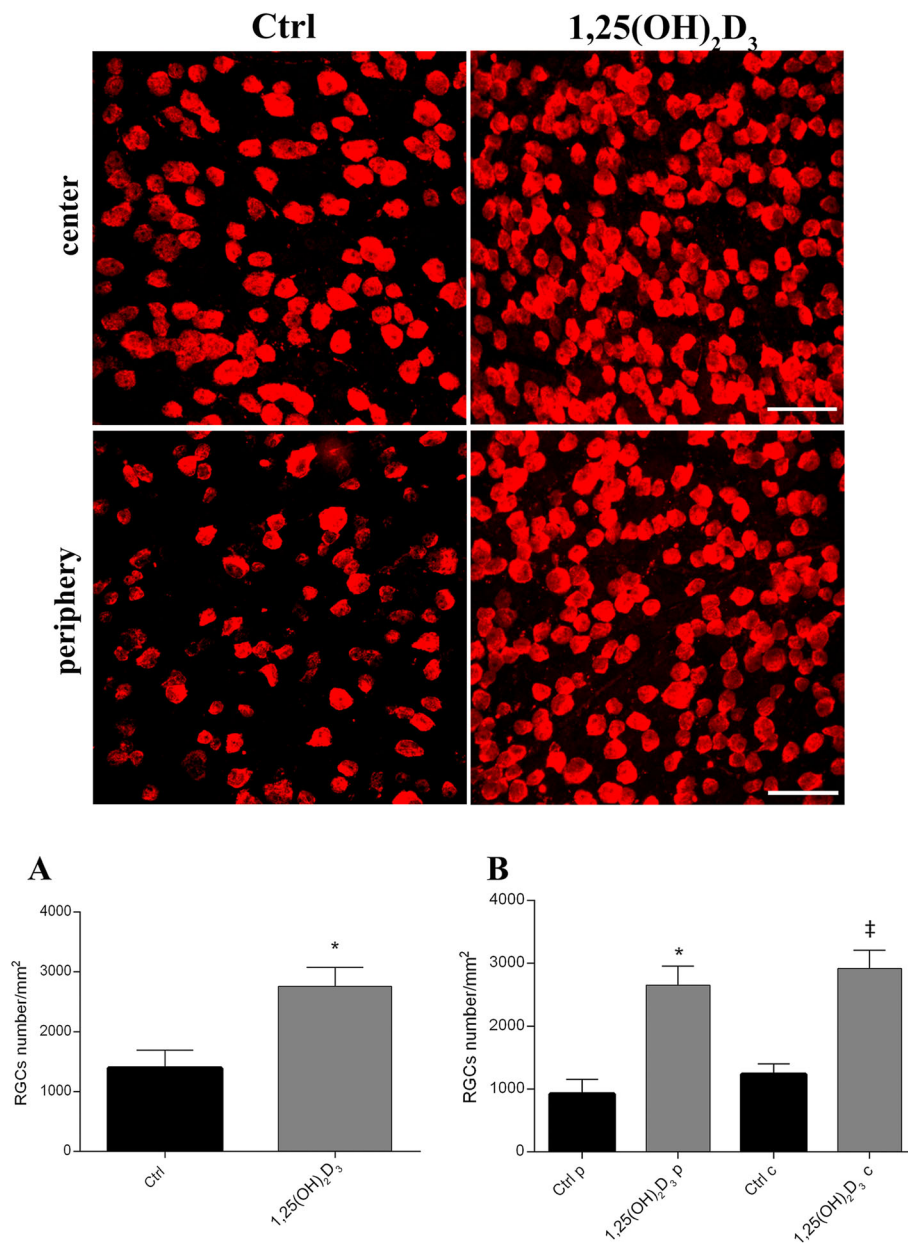 Ctrl
1,25(OH)₂D₃
center
periphery
A
B
4000
3000
2000
1000
0
RGCs number/mm²
*
Ctrl
1,25(OH)₂D₃
4000
3000
2000
1000
0
RGCs number/mm²
*
‡
Ctrl p
1,25(OH)₂D₃ p
Ctrl c
1,25(OH)₂D₃ c